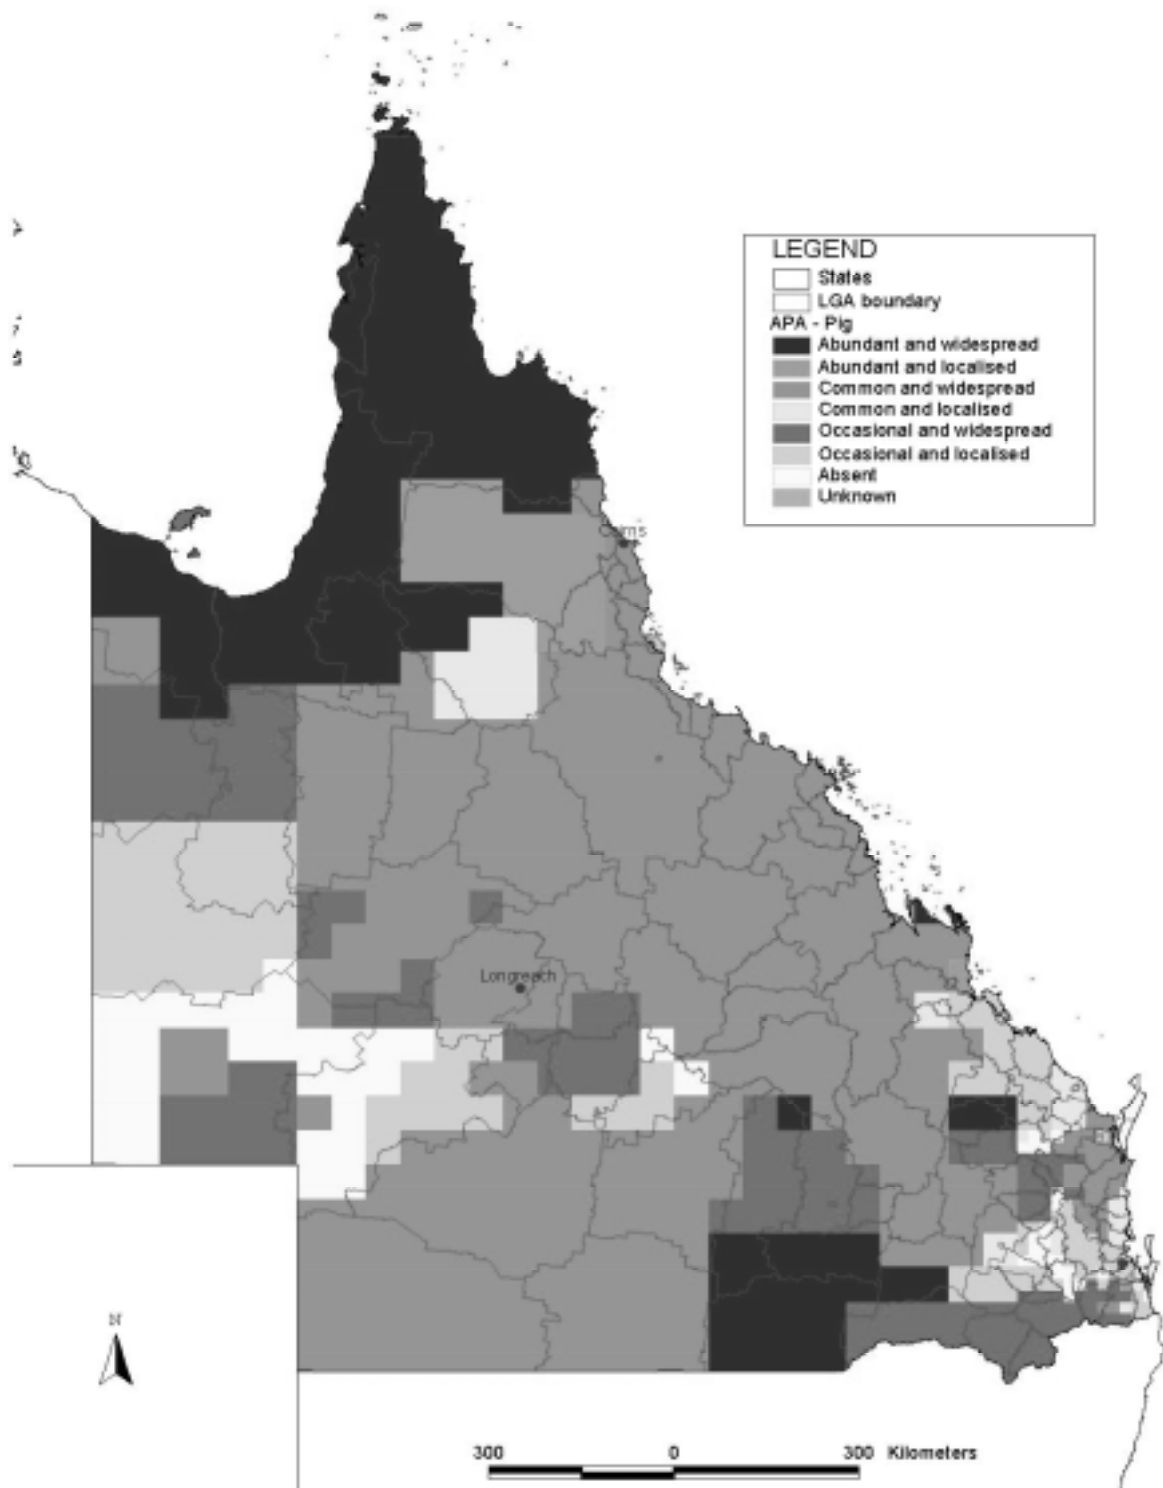 LEGEND
States
LGA boundary
APA - Pig
Abundant and widespread
Abundant and localised
Common and widespread
Common and localised
Occasional and widespread
Occasional and localised
Absent
Unknown
Cairns
Longreach
N
300 0 300 Kilometers